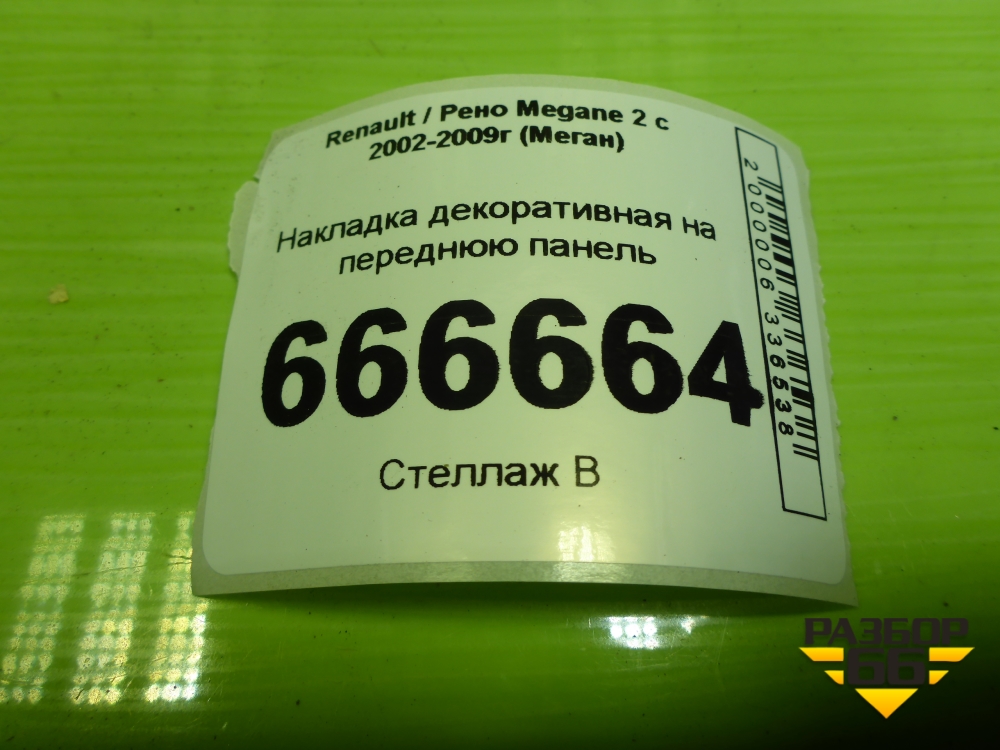 Renault / Рено Megane 2 с
2002-2009г (Меган)
Накладка декоративная на
переднюю панель
666664
Стеллаж В
2000006336538
РАЗБОР
66